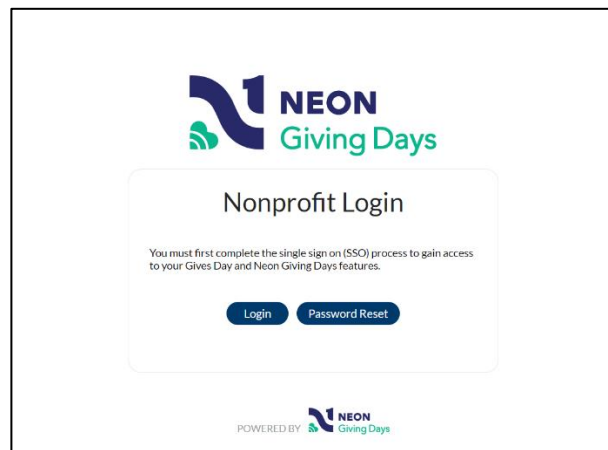 NEON
Giving Days
Nonprofit Login
You must first complete the single sign on (SSO) process to gain access
to your Gives Day and Neon Giving Days features.
Login Password Reset
POWERED BY NEON
Giving Days